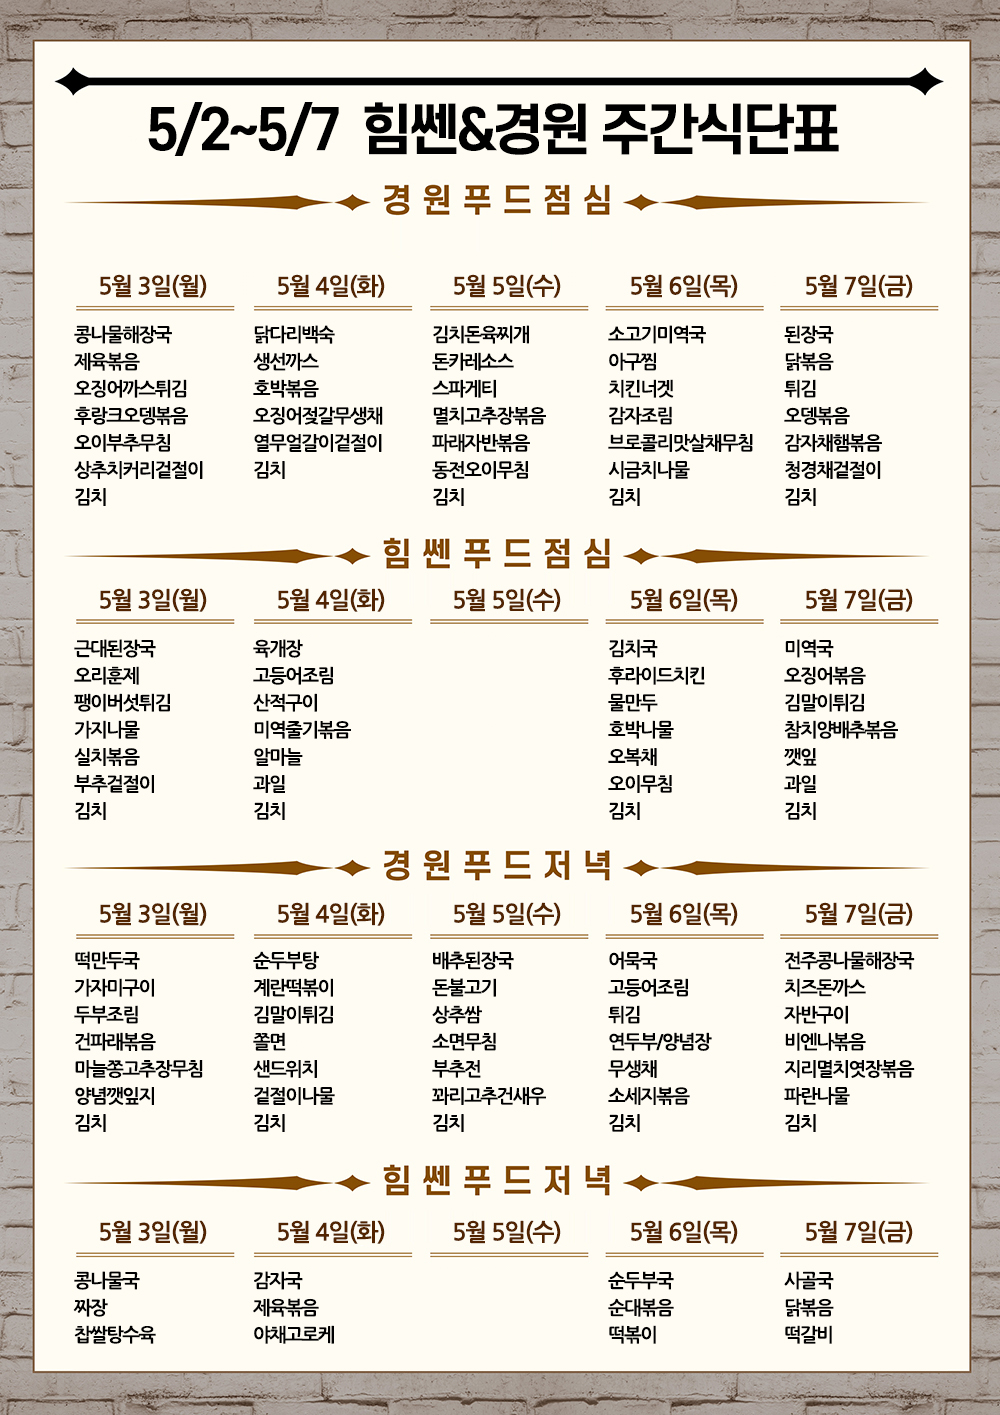 5/2~5/7 힘쎈&경원 주간식단표
경원푸드점심
5월 3일(월) 5월 4일(화) 5월 5일(수) 5월 6일(목) 5월 7일(금)
콩나물해장국 닭다리백숙 김치돈육찌개 소고기미역국 된장국
제육볶음 생선까스 돈카레소스 아구찜 닭볶음
오징어까스튀김 호박볶음 스파게티 치킨너겟 튀김
후랑크오뎅볶음 오징어젖갈무생채 멸치고추장볶음 감자조림 오뎅볶음
오이부추무침 열무얼갈이겉절이 파래자반볶음 브로콜리맛살채무침 감자채햄볶음
상추치커리겉절이 김치 동전오이무침 시금치나물 청경채겉절이
김치 김치 김치 김치
힘쎈푸드점심
5월 3일(월) 5월 4일(화) 5월 5일(수) 5월 6일(목) 5월 7일(금)
근대된장국 육개장 김치국 미역국
오리훈제 고등어조림 후라이드치킨 오징어볶음
팽이버섯튀김 산적구이 물만두 김말이튀김
가지나물 미역줄기볶음 호박나물 참치양배추볶음
실치볶음 알마늘 오복채 깻잎
부추겉절이 과일 오이무침 과일
김치 김치 김치 김치
경원푸드저녁
5월 3일(월) 5월 4일(화) 5월 5일(수) 5월 6일(목) 5월 7일(금)
떡만두국 순두부탕 배추된장국 어묵국 전주콩나물해장국
가자미구이 계란떡볶이 돈불고기 고등어조림 치즈돈까스
두부조림 김말이튀김 상추쌈 튀김 자반구이
건파래볶음 쫄면 소면무침 연두부/양념장 비엔나볶음
마늘쫑고추장무침 샌드위치 부추전 무생채 지리멸치엿장볶음
양념깻잎지 겉절이나물 꽈리고추건새우 소세지볶음 파란나물
김치 김치 김치 김치 김치
힘쎈푸드저녁
5월 3일(월) 5월 4일(화) 5월 5일(수) 5월 6일(목) 5월 7일(금)
콩나물국 감자국 순두부국 사골국
짜장 제육볶음 순대볶음 닭볶음
찹쌀탕수육 야채고로케 떡볶이 떡갈비